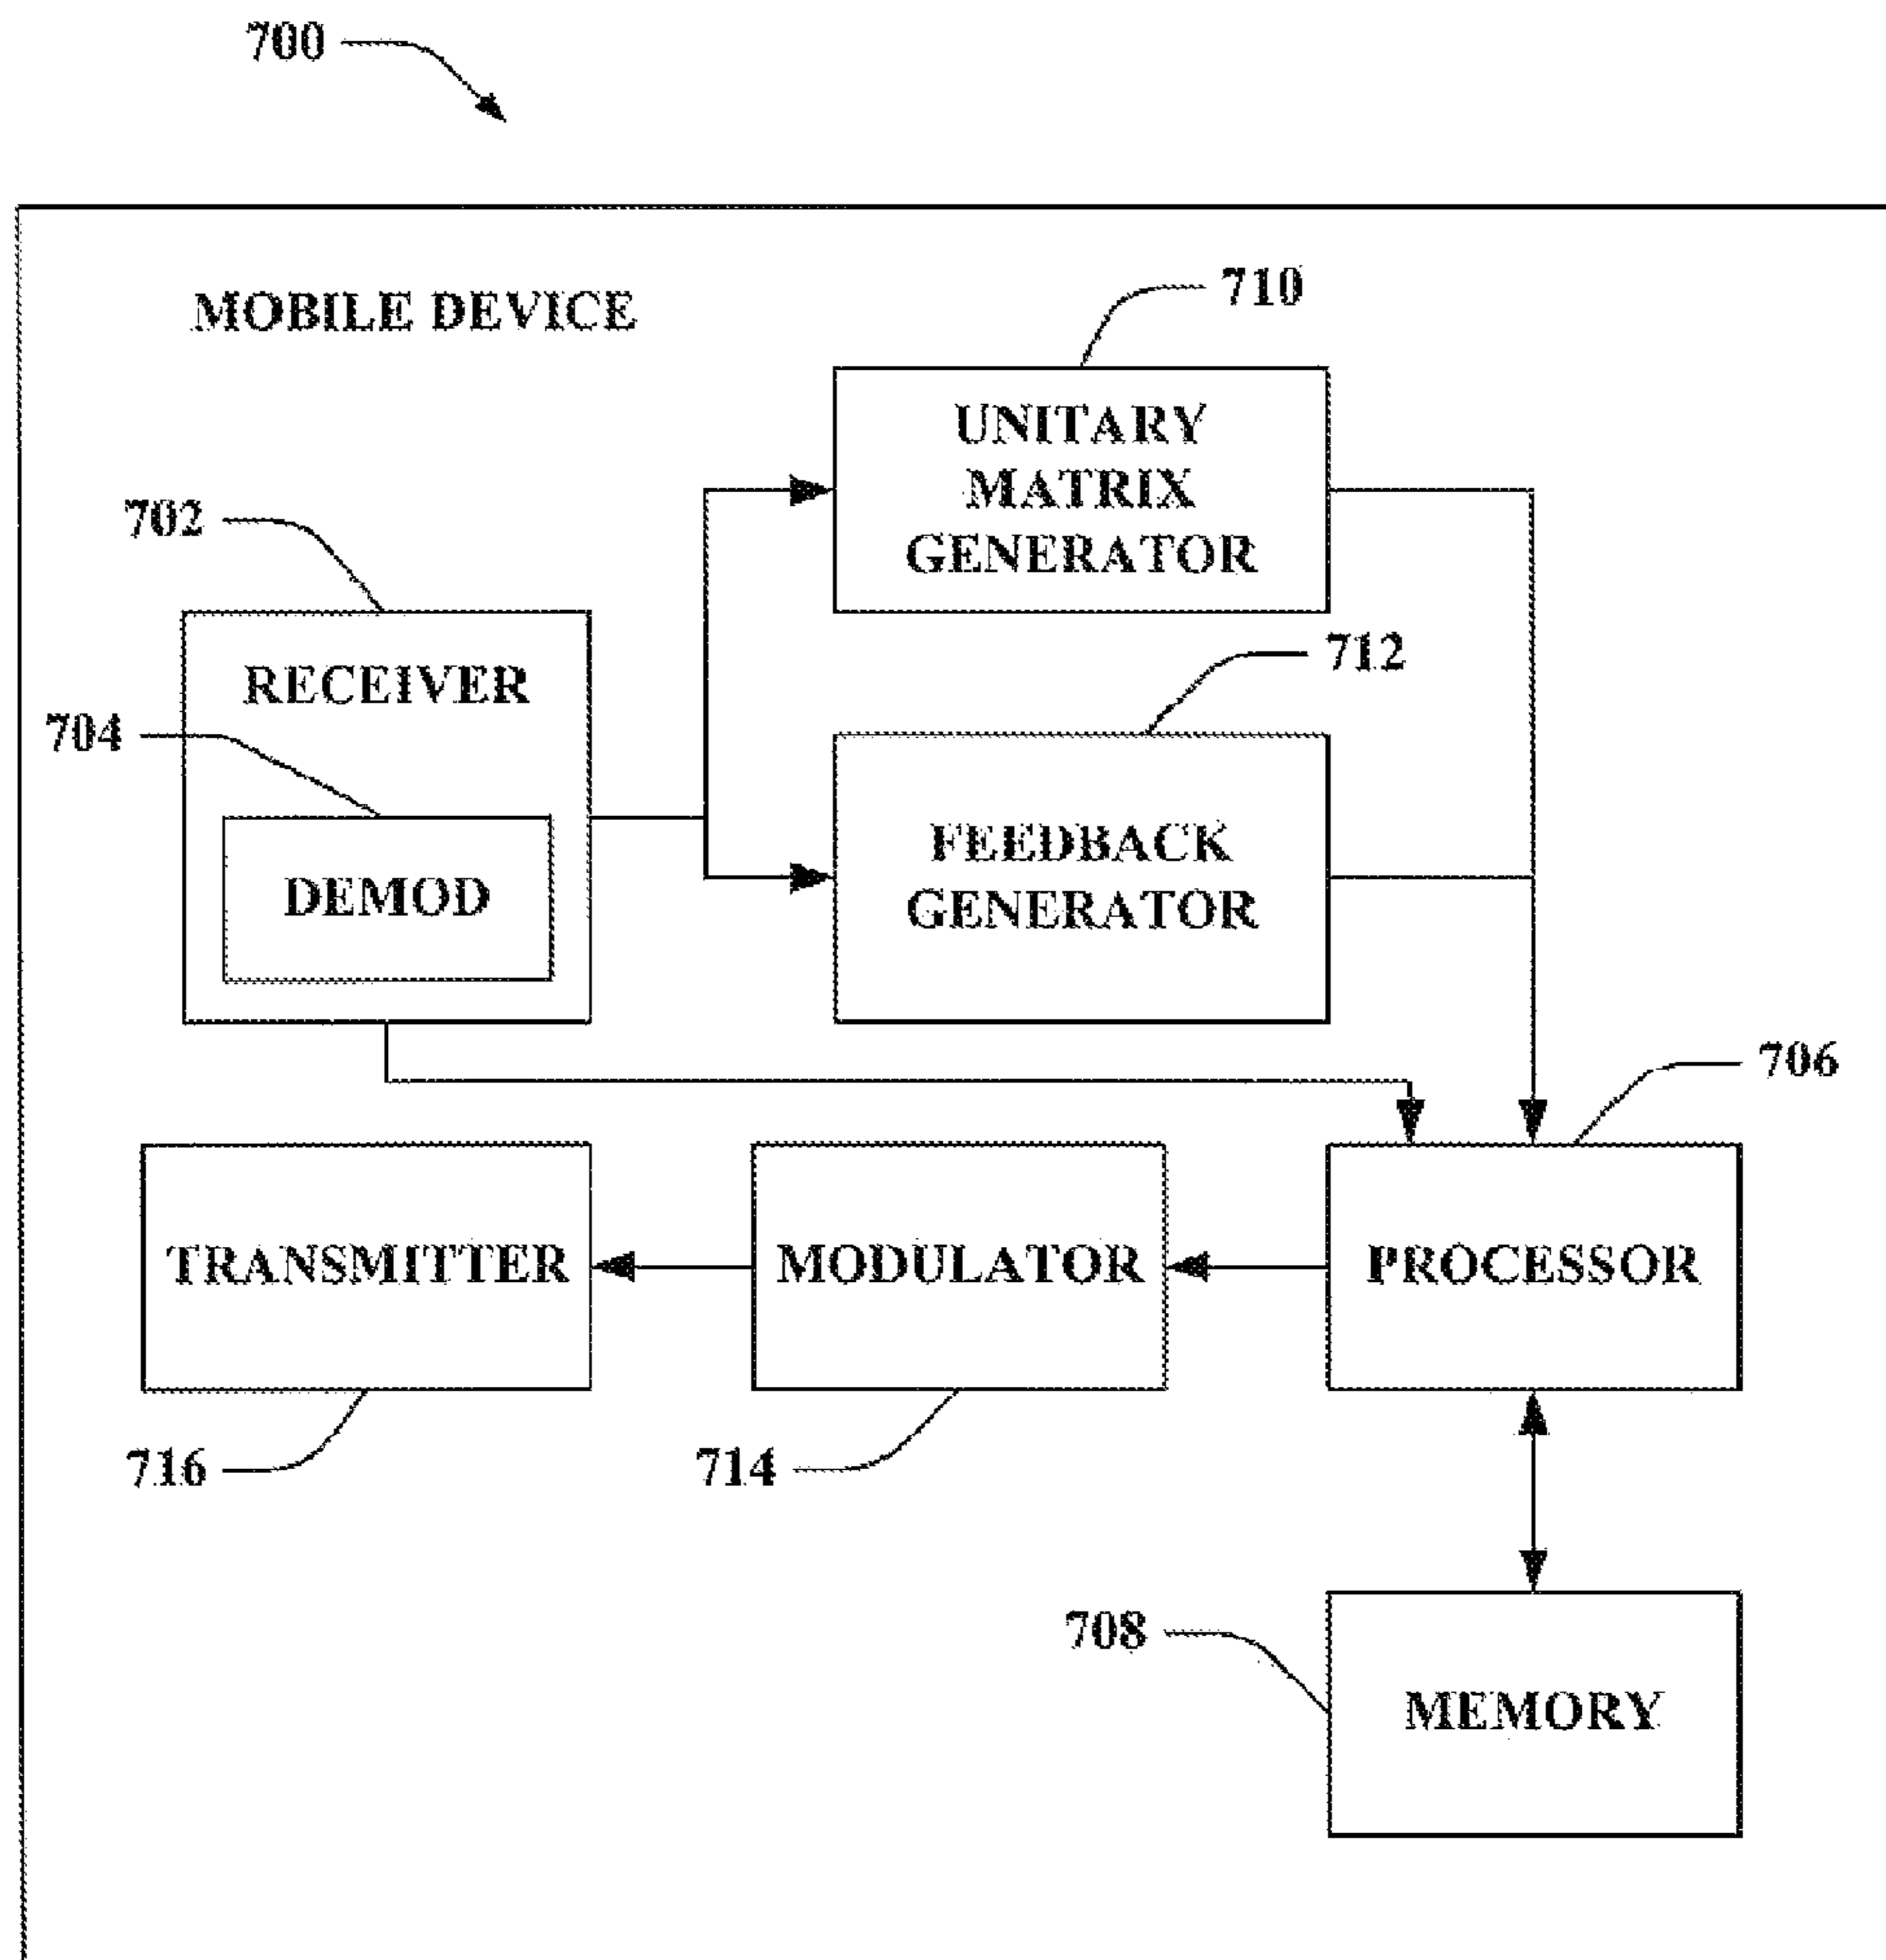 700
MOBILE DEVICE
710
UNITARY
MATRIX
GENERATOR
702
712
RECEIVER
704
FEEDBACK
GENERATOR
DEMOD
706
TRANSMITTER
MODULATOR
PROCESSOR
716
714
708
MEMORY